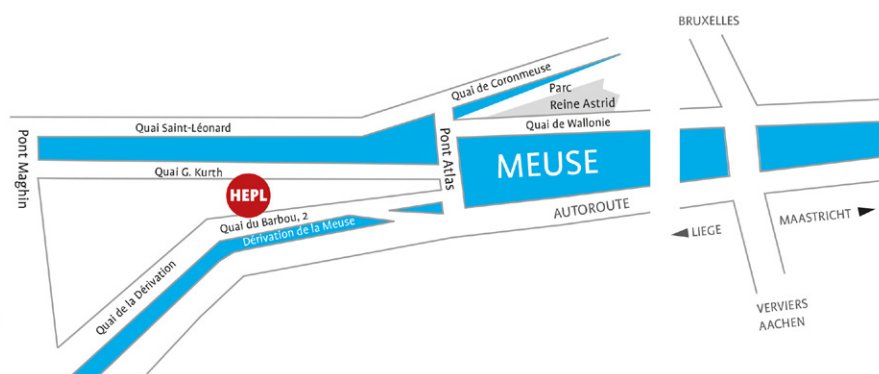 BRUXELLES
Quai de Coronmeuse
Parc
Reine Astrid
Quai Saint-Léonard
Quai de Wallonie
Pont Maghin
Pont Atlas
MEUSE
Quai G. Kurth
HEPL
Quai du Barbou, 2
Dérivation de la Meuse
AUTOROUTE
LIEGE
MAASTRICHT
Quai de la Dérivation
VERVIERS
AACHEN